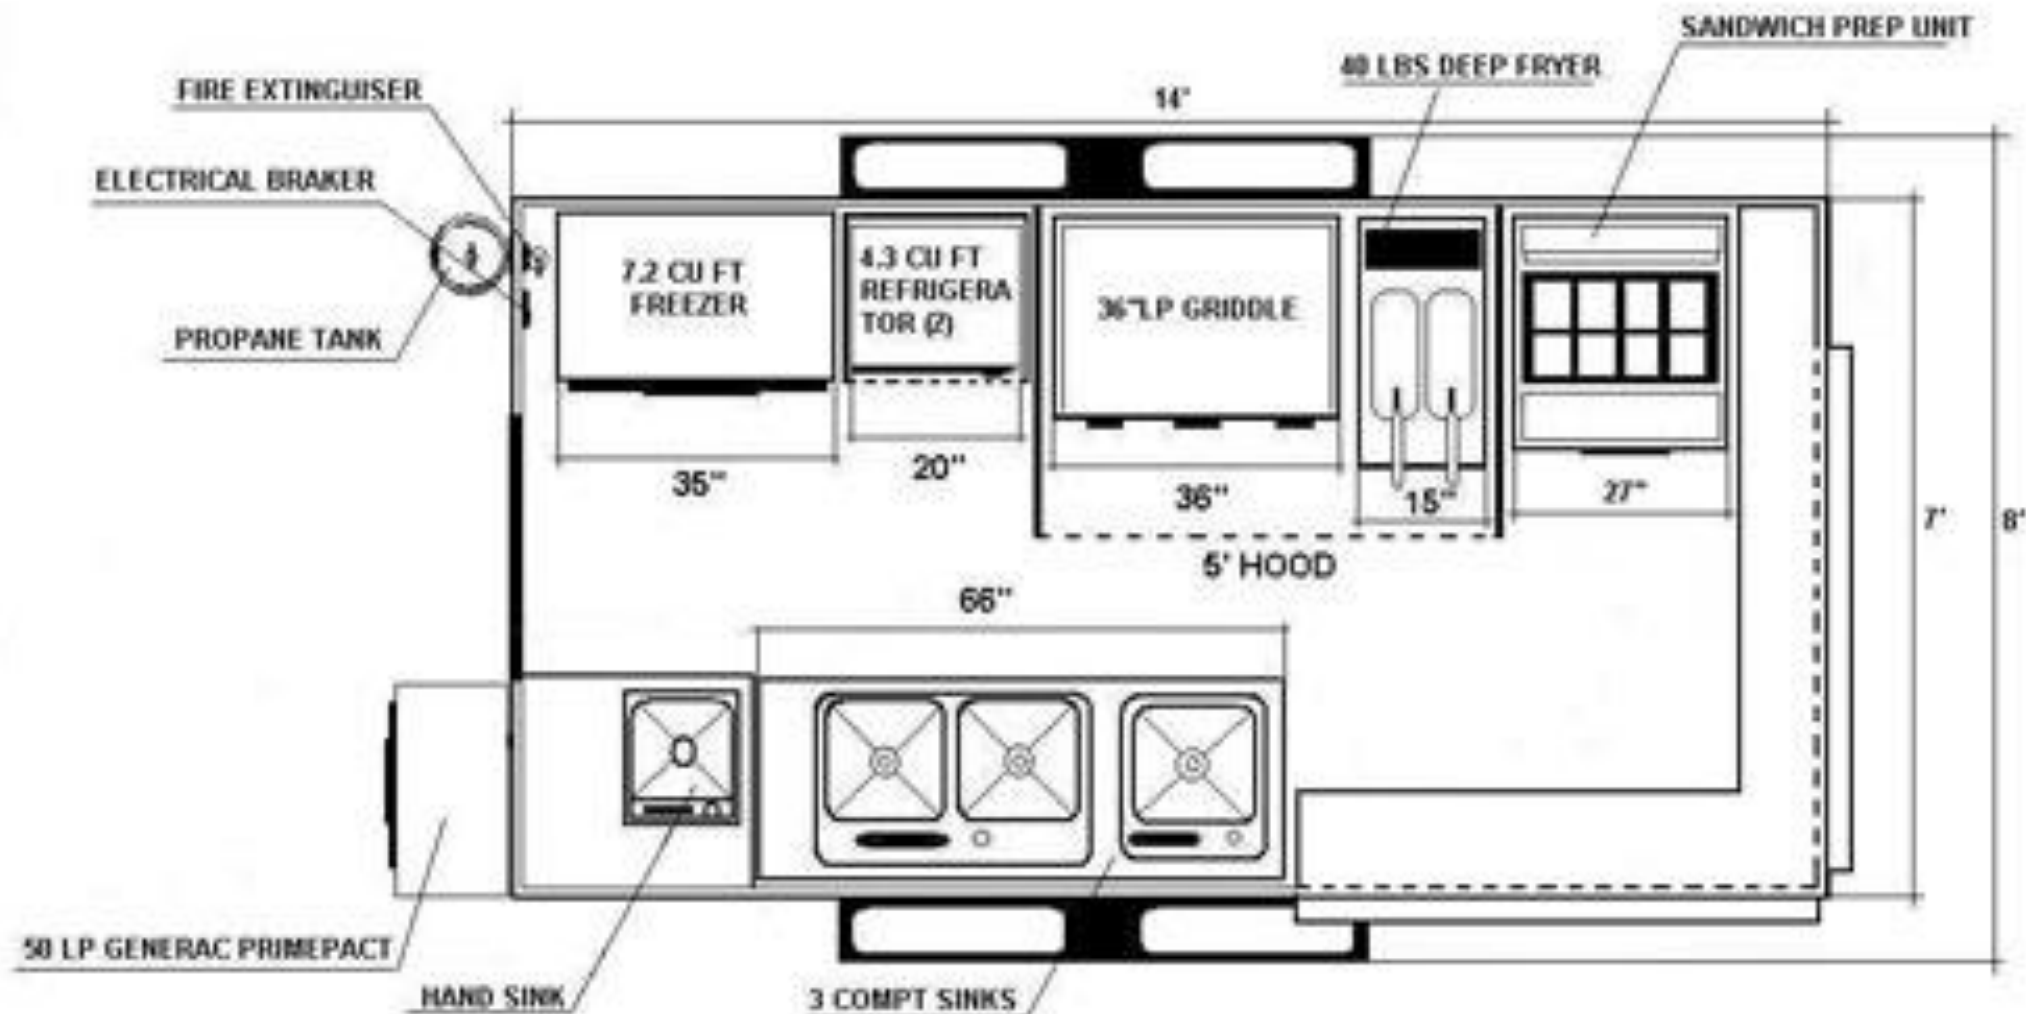 SANDWICH PREP UNIT
40 LBS DEEP FRYER
FIRE EXTINGUISER
14'
ELECTRICAL BRAKER
PROPANE TANK
7.2 CU FT
FREEZER
4.3 CU FT
REFRIGERA
TOR (2)
36"LP GRIDDLE
35"
20"
36"
15"
27"
7'
8'
5' HOOD
66"
50 LP GENERAC PRIMEPACT
HAND SINK
3 COMPT SINKS